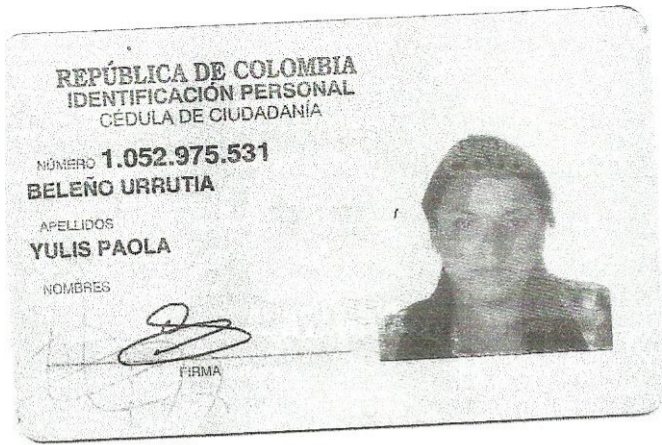 REPÚBLICA DE COLOMBIA
IDENTIFICACIÓN PERSONAL
CÉDULA DE CIUDADANÍA
NÚMERO 1.052.975.531
BELEÑO URRUTIA
APELLIDOS
YULIS PAOLA
NOMBRES
FIRMA